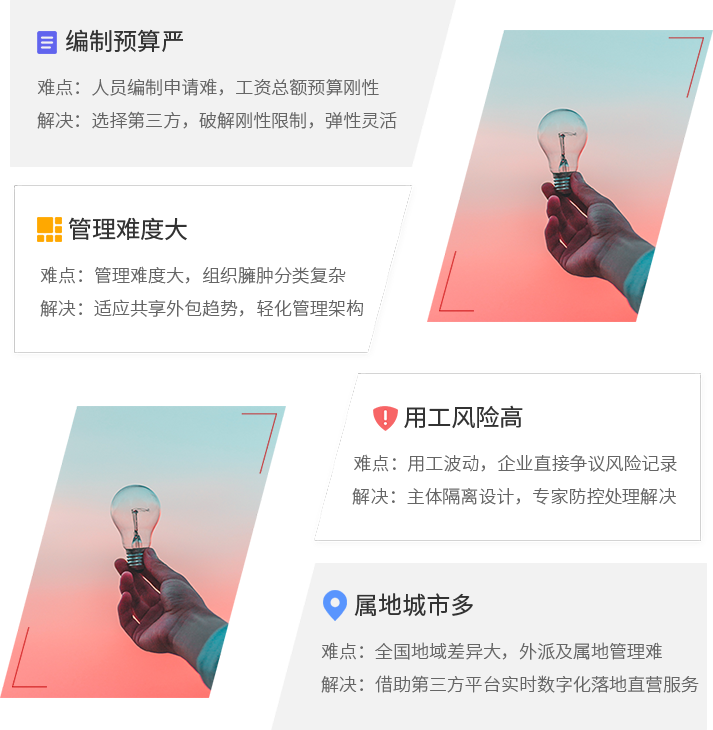 编制预算严
难点：人员编制申请难，工资总额预算刚性
解决：选择第三方，破解刚性限制，弹性灵活
管理难度大
难点：管理难度大，组织臃肿分类复杂
解决：适应共享外包趋势，轻化管理架构
用工风险高
难点：用工波动，企业直接争议风险记录
解决：主体隔离设计，专家防控处理解决
属地城市多
难点：全国地域差异大，外派及属地管理难
解决：借助第三方平台实时数字化落地直营服务